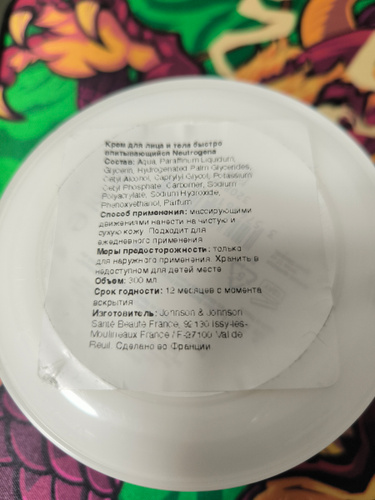 Крем для лица и тела быстро
впитывающийся Neutrogena
Состав: Aqua, Paraffinum Liquidum,
Glycerin, Hydrogenated Palm Glycerides,
Cetyl Alcohol, Caprylyl Glycol, Potassium
Cetyl Phosphate, Carbomer, Sodium
Polyacrylate, Sodium Hydroxide,
Phenoxyethanol, Parfum
Способ применения: массирующими
движениями нанести на чистую и
сухую кожу. Подходит для
ежедневного применения
Меры предосторожности: только
для наружного применения. Хранить в
недоступном для детей месте
Объем: 300 мл
Срок годности: 12 месяцев с момента
вскрытия
Изготовитель: Johnson & Johnson
Santé Beauté France, 92130 Issy-les-
Moulineaux France / F-27100 Val de
Reuil. Сделано во Франции